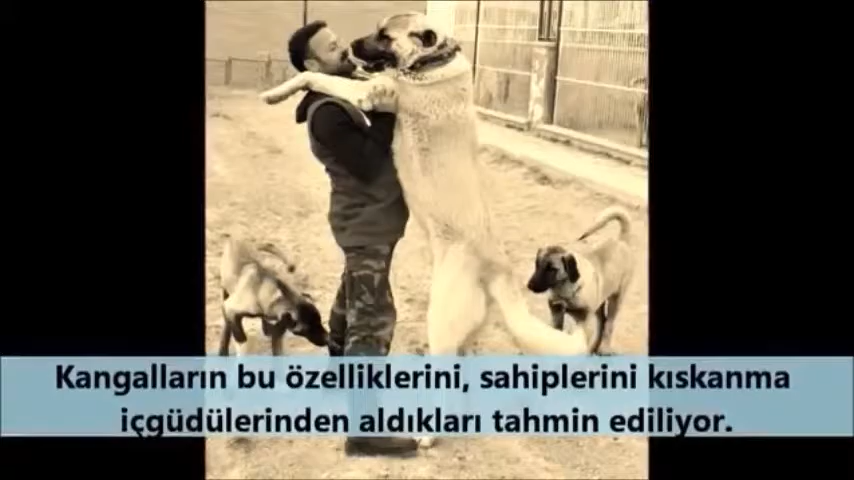 Kangalların bu özelliklerini, sahiplerini kıskanma
içgüdülerinden aldıkları tahmin ediliyor.